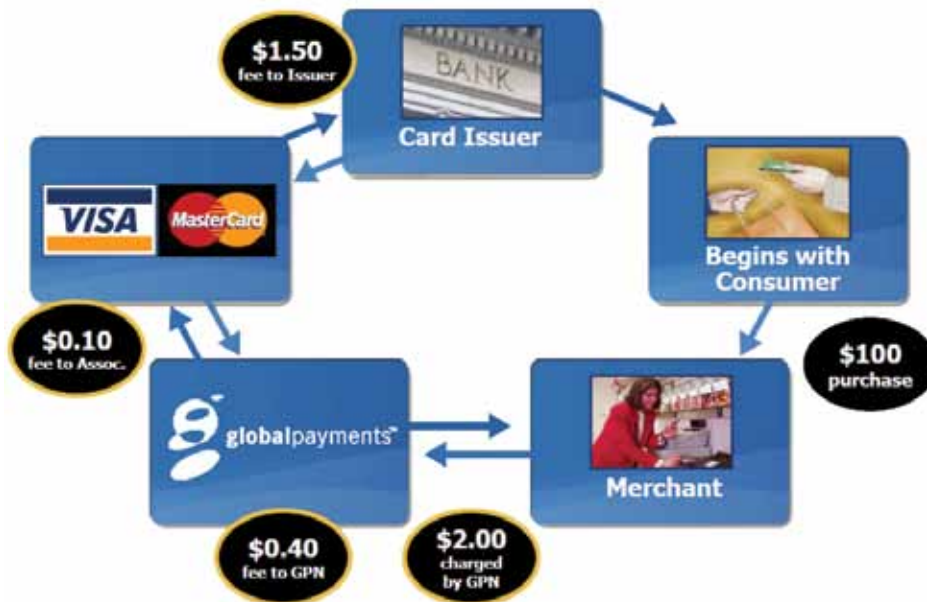 $1.50
fee to Issuer
BANK
Card Issuer
VISA
MasterCard
Begins with
Consumer
$0.10
fee to Assoc.
$100
purchase
globalpayments™
Merchant
$0.40
fee to GPN
$2.00
charged
by GPN